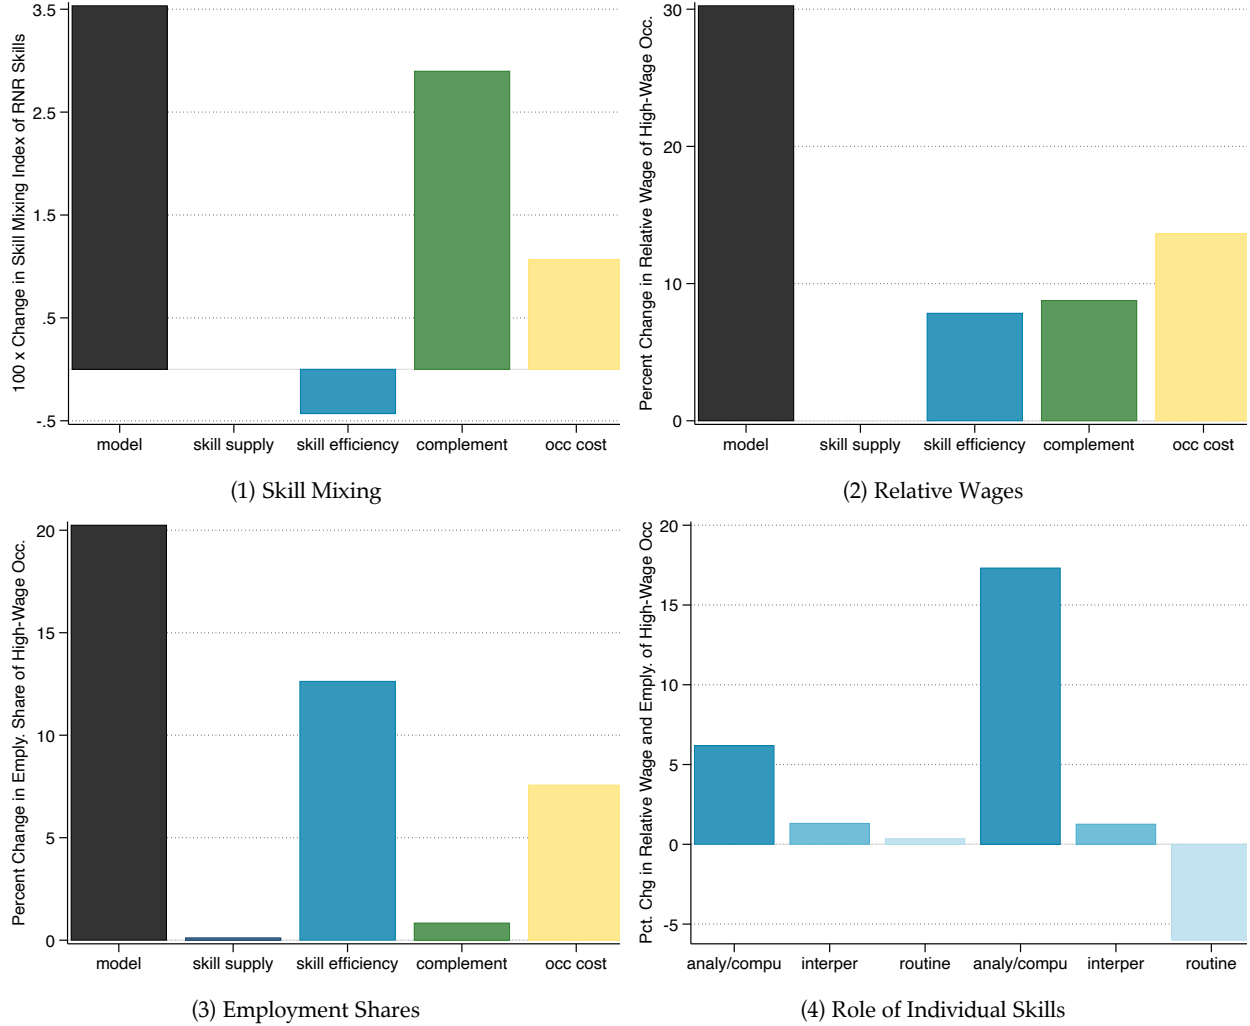 100 x Change in Skill Mixing Index of RNR Skills
3.5
2.5
1.5
.5
-.5
model skill supply skill efficiency complement occ cost
(1) Skill Mixing
Percent Change in Relative Wage of High-Wage Occ.
30
20
10
0
model skill supply skill efficiency complement occ cost
(2) Relative Wages
Percent Change in Emply. Share of High-Wage Occ.
20
15
10
5
0
model skill supply skill efficiency complement occ cost
(3) Employment Shares
Pct. Chg in Relative Wage and Emply. of High-Wage Occ
20
15
10
5
0
-5
analy/compu interper routine analy/compu interper routine
(4) Role of Individual Skills